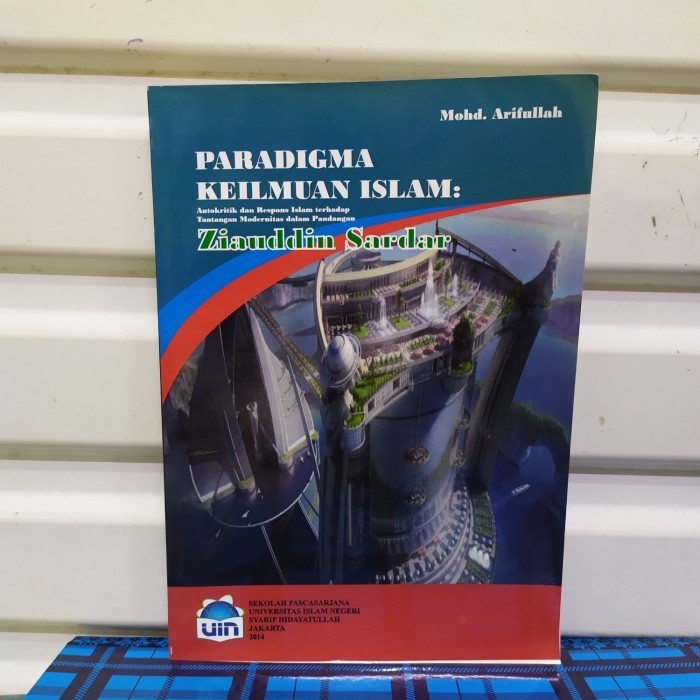 Mohd. Arifullah
PARADIGMA
KEILMUAN ISLAM:
Autokritik dan Respons Islam terhadap
Tantangan Modernitas dalam Pandangan
Ziauddin Sardar
UIN
SEKOLAH PASCASARJANA
UNIVERSITAS ISLAM NEGERI
SYARIF HIDAYATULLAH
JAKARTA
2014